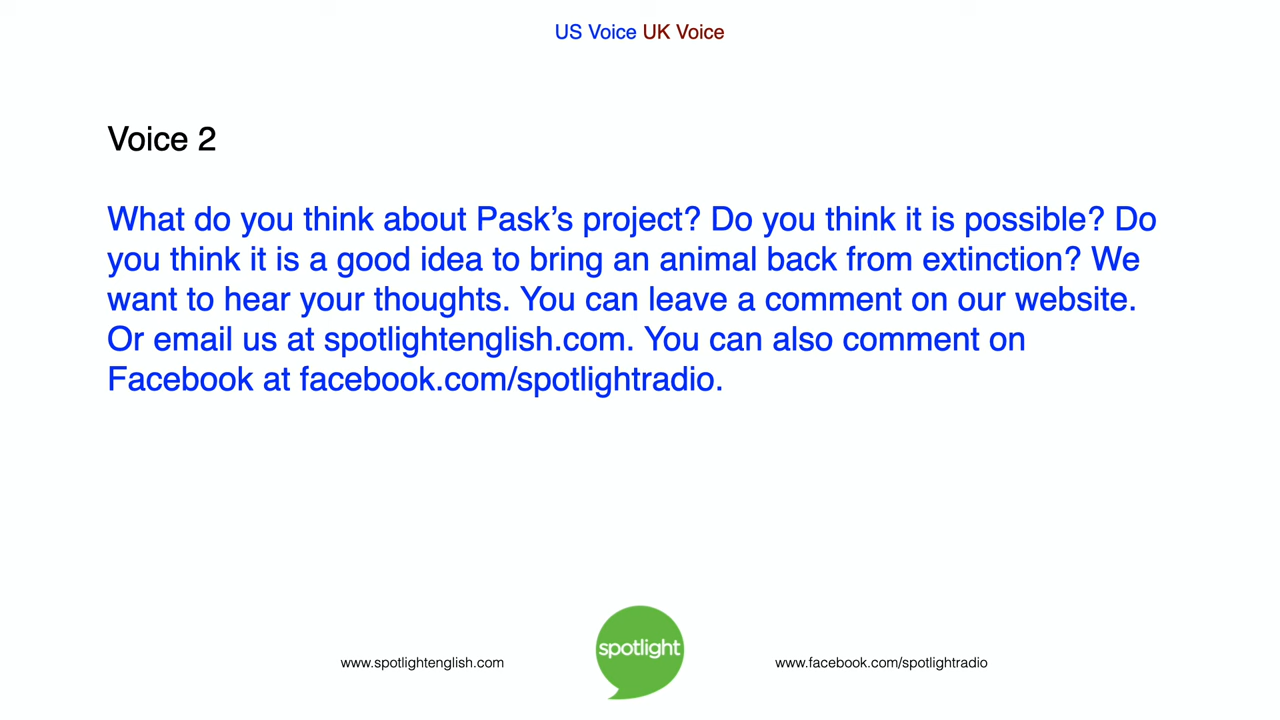 US Voice UK Voice
Voice 2
What do you think about Pask’s project? Do you think it is possible? Do
you think it is a good idea to bring an animal back from extinction? We
want to hear your thoughts. You can leave a comment on our website.
Or email us at spotlightenglish.com. You can also comment on
Facebook at facebook.com/spotlightradio.
www.spotlightenglish.com
spotlight
www.facebook.com/spotlightradio